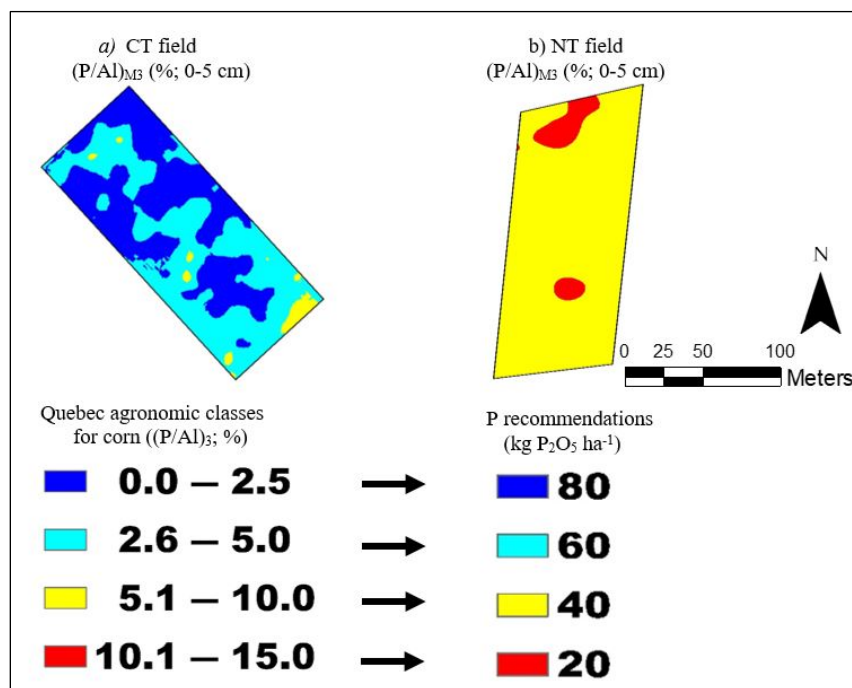 a) CT field
(P/Al)M3 (%; 0-5 cm)
b) NT field
(P/Al)M3 (%; 0-5 cm)
N
0 25 50 100
Meters
Quebec agronomic classes
for corn ((P/Al)3; %)
P recommendations
(kg P2O5 ha-1)
0.0 – 2.5
80
2.6 – 5.0
60
5.1 – 10.0
40
10.1 – 15.0
20